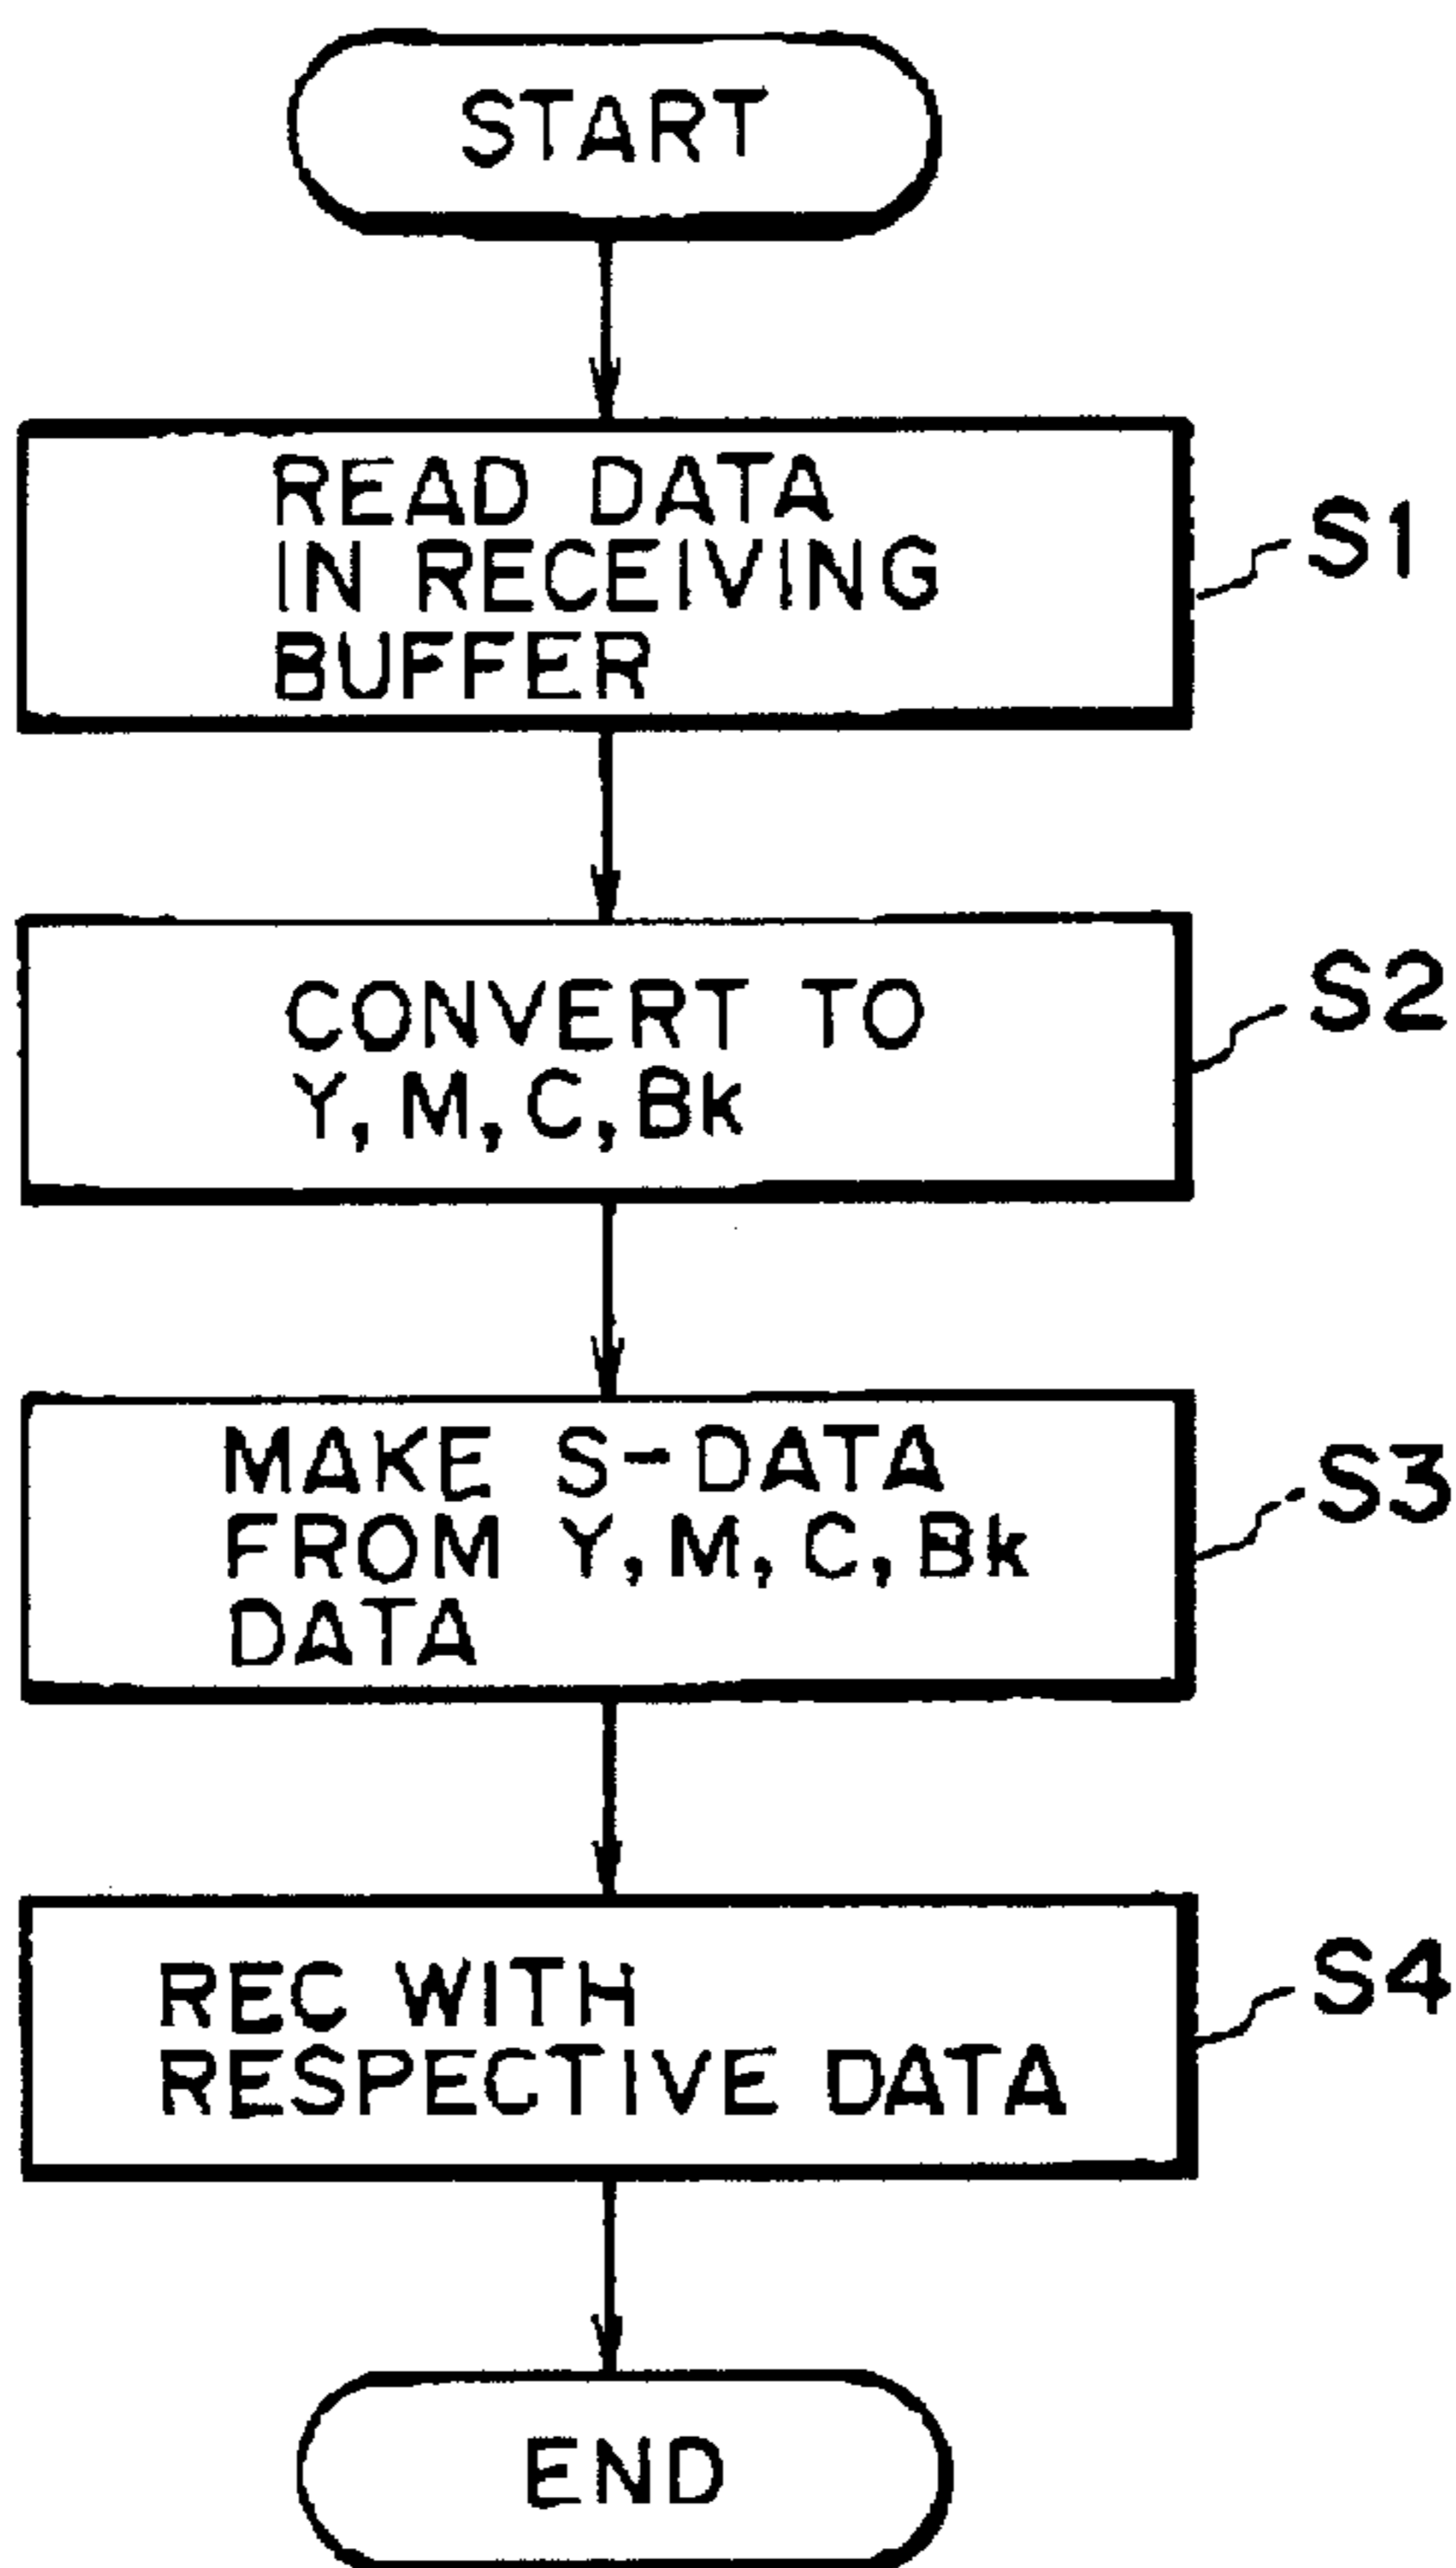 START
READ DATA
IN RECEIVING
BUFFER
S1
CONVERT TO
Y, M, C, Bk
S2
MAKE S-DATA
FROM Y, M, C, Bk
DATA
S3
REC WITH
RESPECTIVE DATA
S4
END